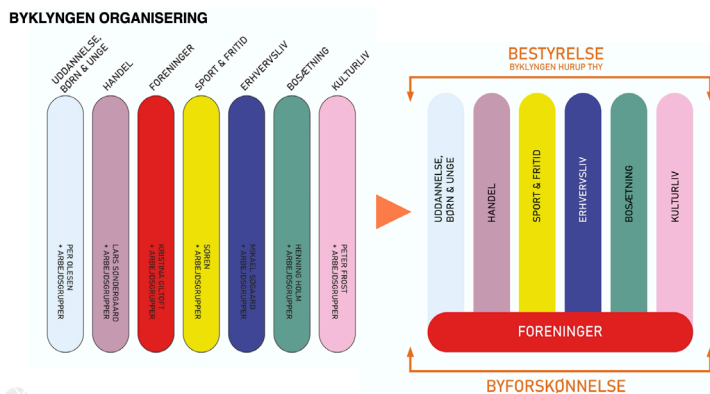 BYKLYNGEN ORGANISERING
UDDANNELSE,
BØRN & UNGE
HANDEL
FORENINGER
SPORT & FRITID
ERHVERVSLIV
BOSÆTNING
KULTURLIV
PER OLESEN
+ ARBEJDSGRUPPER
LARS SØNDERGAARD
+ ARBEJDSGRUPPER
KRISTINA GILTOFT
+ ARBEJDSGRUPPER
SØREN
+ ARBEJDSGRUPPER
MIKAEL SØGAARD
+ ARBEJDSGRUPPER
HENNING HOLM
+ ARBEJDSGRUPPER
PETER FROST
+ ARBEJDSGRUPPER
BESTYRELSE
BYKLYNGEN HURUP THY
UDDANNELSE,
BØRN & UNGE
HANDEL
SPORT & FRITID
ERHVERVSLIV
BOSÆTNING
KULTURLIV
FORENINGER
BYFORSKØNNELSE